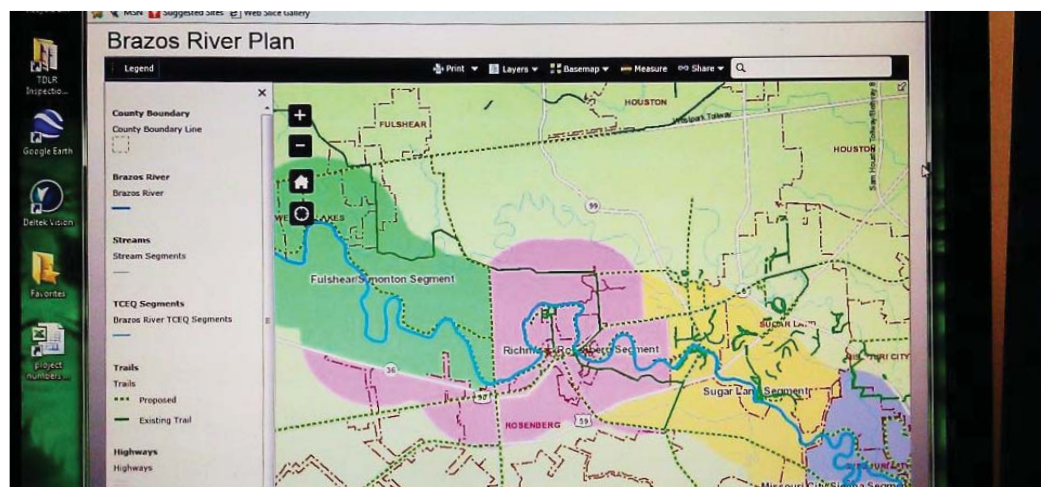 MSN Suggested Sites Web Slice Gallery
Brazos River Plan
Legend
Print Layers Basemap Measure Share
TDLR
Inspectio...
Google Earth
Deltek Vision
Favorites
project
numbers...
County Boundary
County Boundary Line
Brazos River
Brazos River
Streams
Stream Segments
TCEQ Segments
Brazos River TCEQ Segments
Trails
Trails
Proposed
Existing Trail
Highways
Highways
HOUSTON
FULSHEAR
Westpark Tollway
HOUSTON
99
LAKES
Fulshear Simonton Segment
6
SUGAR LAND
Segment
36
90
Sugar Land Segment
ROSENBERG
59